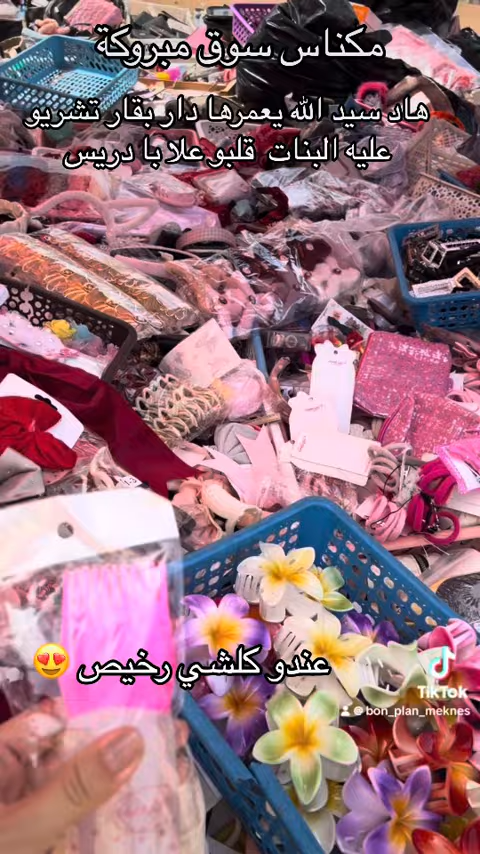 مكناس سوق مبروكة
هاد سيد الله يعمرها دار بقار تشريو
عليه البنات قلبو علا با دريس
عندو كلشي رخيص 😍
TikTok
@bon_plan_meknes